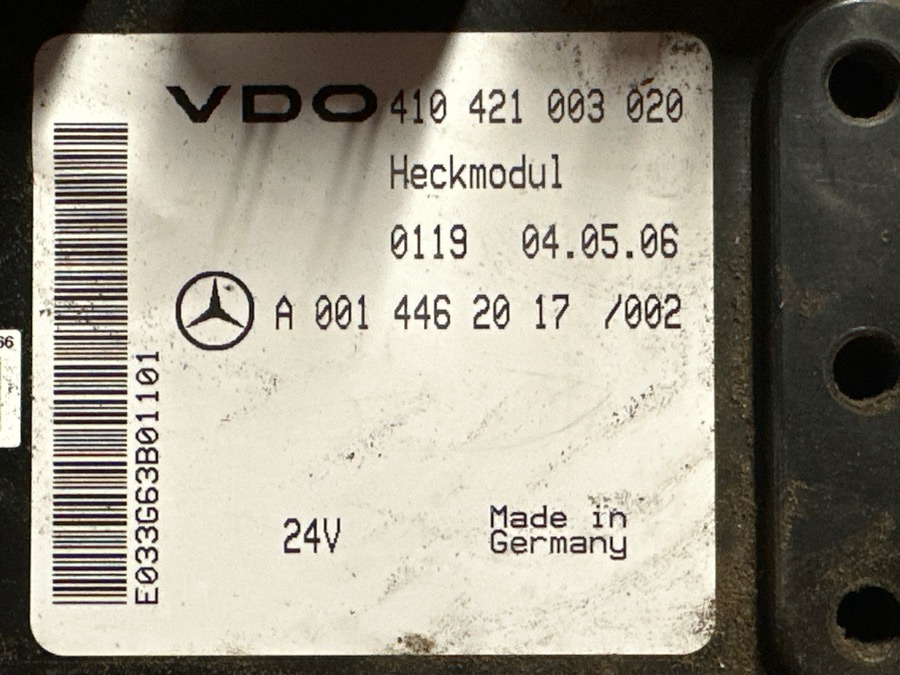 VDO 410 421 003 020
Heckmodul
0119 04.05.06
A 001 446 20 17 /002
E033G63B01101
24V
Made in
Germany
66